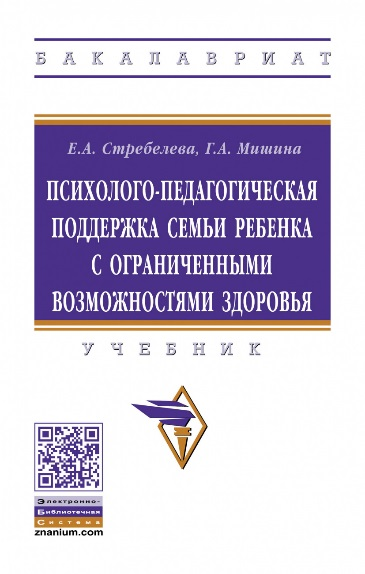 БАКАЛАВРИАТ
Е.А. Стребелева, Г.А. Мишина
ПСИХОЛОГО-ПЕДАГОГИЧЕСКАЯ
ПОДДЕРЖКА СЕМЬИ РЕБЕНКА
С ОГРАНИЧЕННЫМИ
ВОЗМОЖНОСТЯМИ ЗДОРОВЬЯ
УЧЕБНИК
Электронно-
Библиотечная
Система
znanium.com